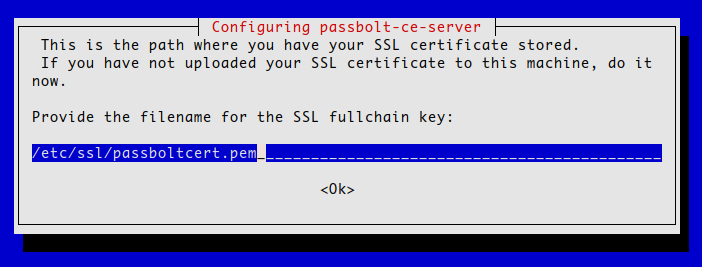 Configuring passbolt-ce-server
This is the path where you have your SSL certificate stored.
If you have not uploaded your SSL certificate to this machine, do it
now.
Provide the filename for the SSL fullchain key:
/etc/ssl/passboltcert.pem
<Ok>